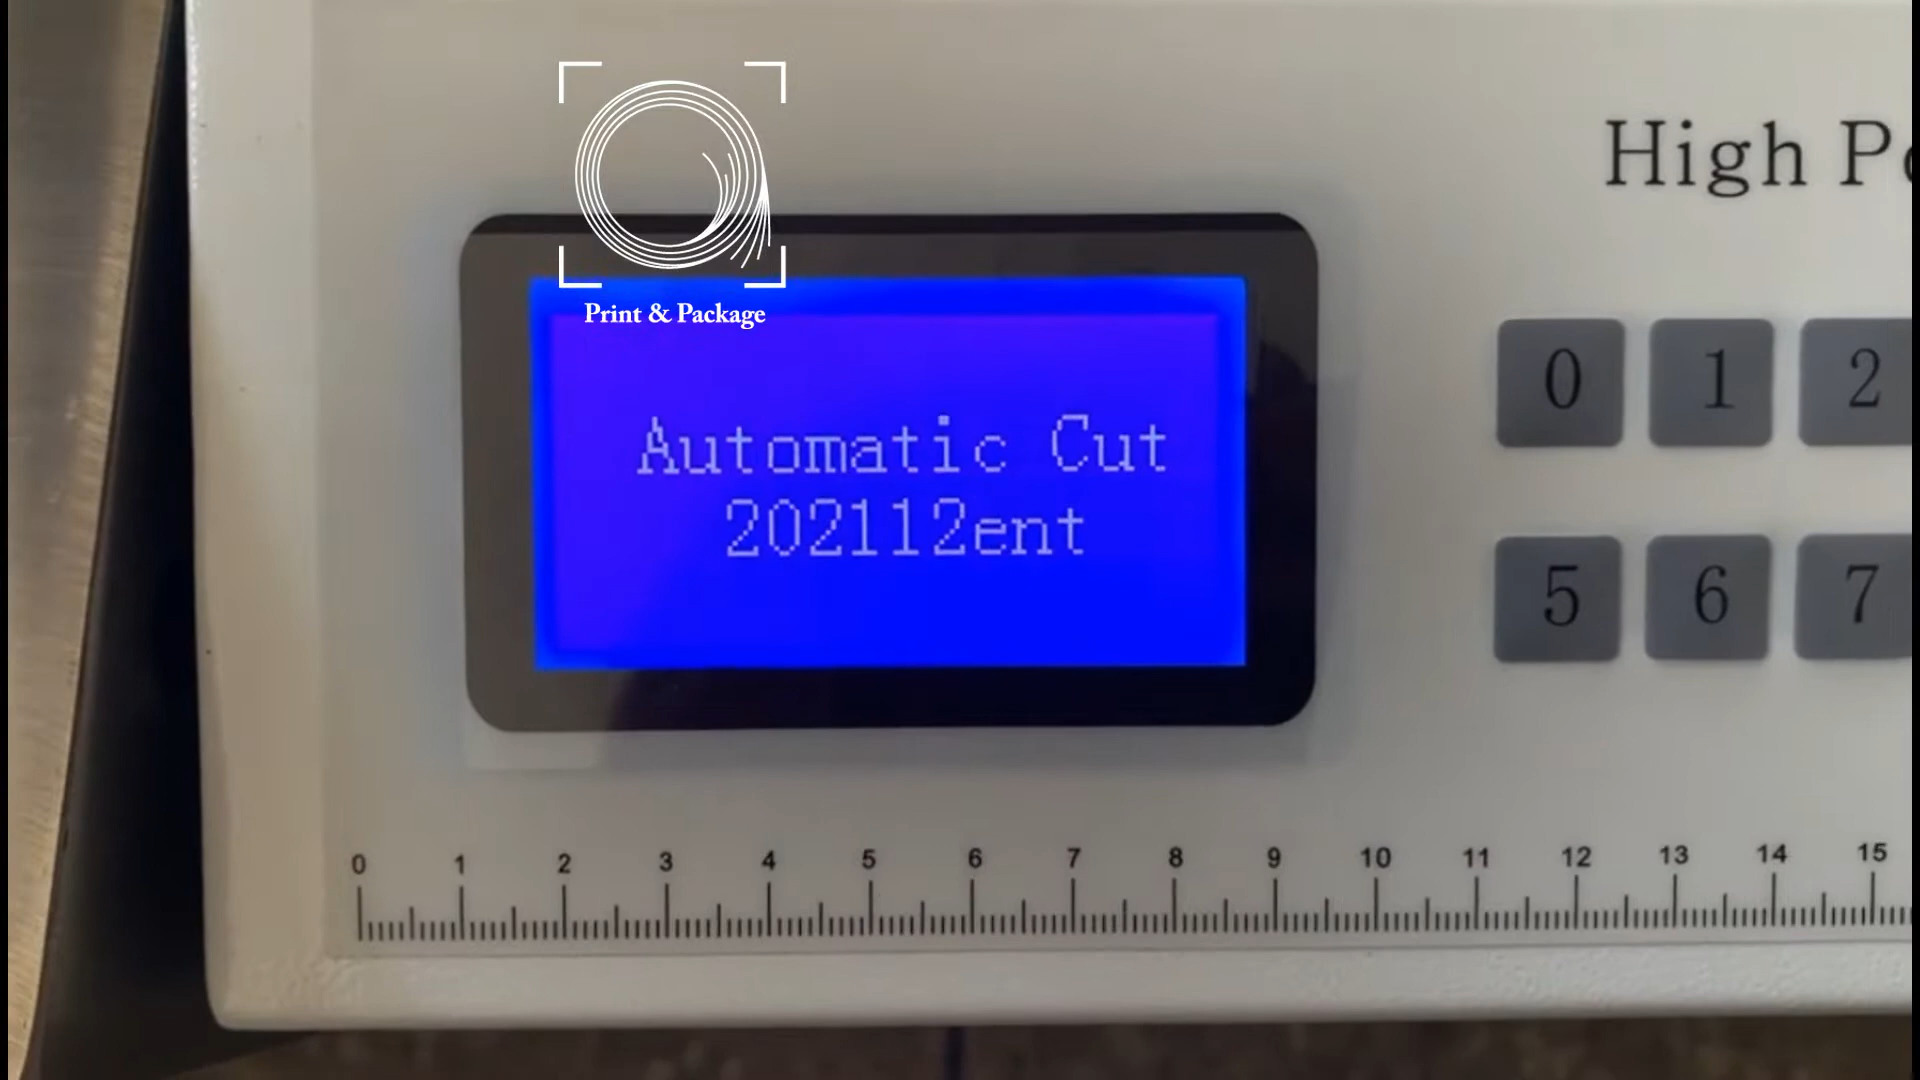 Print & Package
High
Automatic Cut
202112ent
0 1 2
5 6 7
0 1 2 3 4 5 6 7 8 9 10 11 12 13 14 15